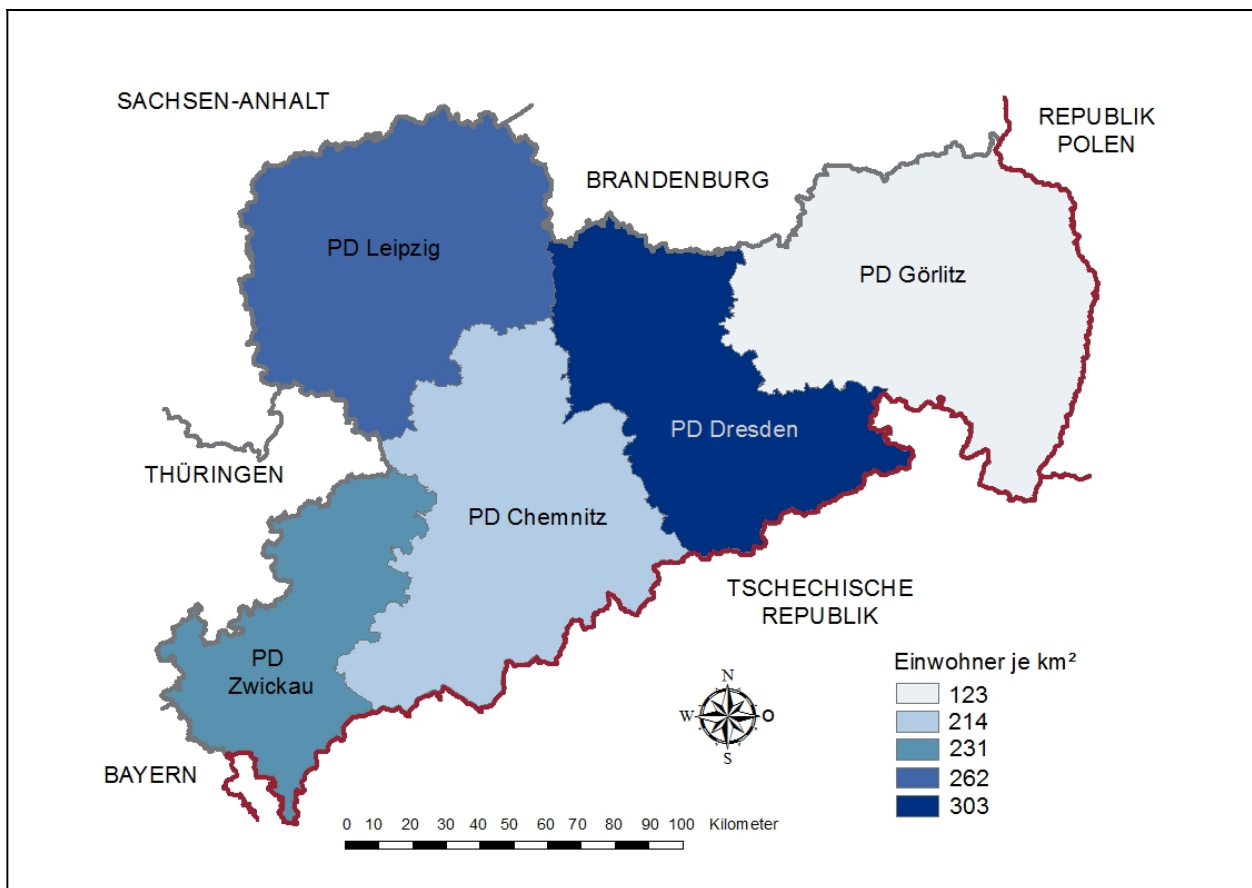 SACHSEN-ANHALT
REPUBLIK
POLEN
BRANDENBURG
PD Leipzig
PD Görlitz
PD Dresden
THÜRINGEN
PD Chemnitz
TSCHECHISCHE
REPUBLIK
PD
Zwickau
BAYERN
Einwohner je km²
123
214
231
262
303
N
W O
S
0 10 20 30 40 50 60 70 80 90 100 Kilometer